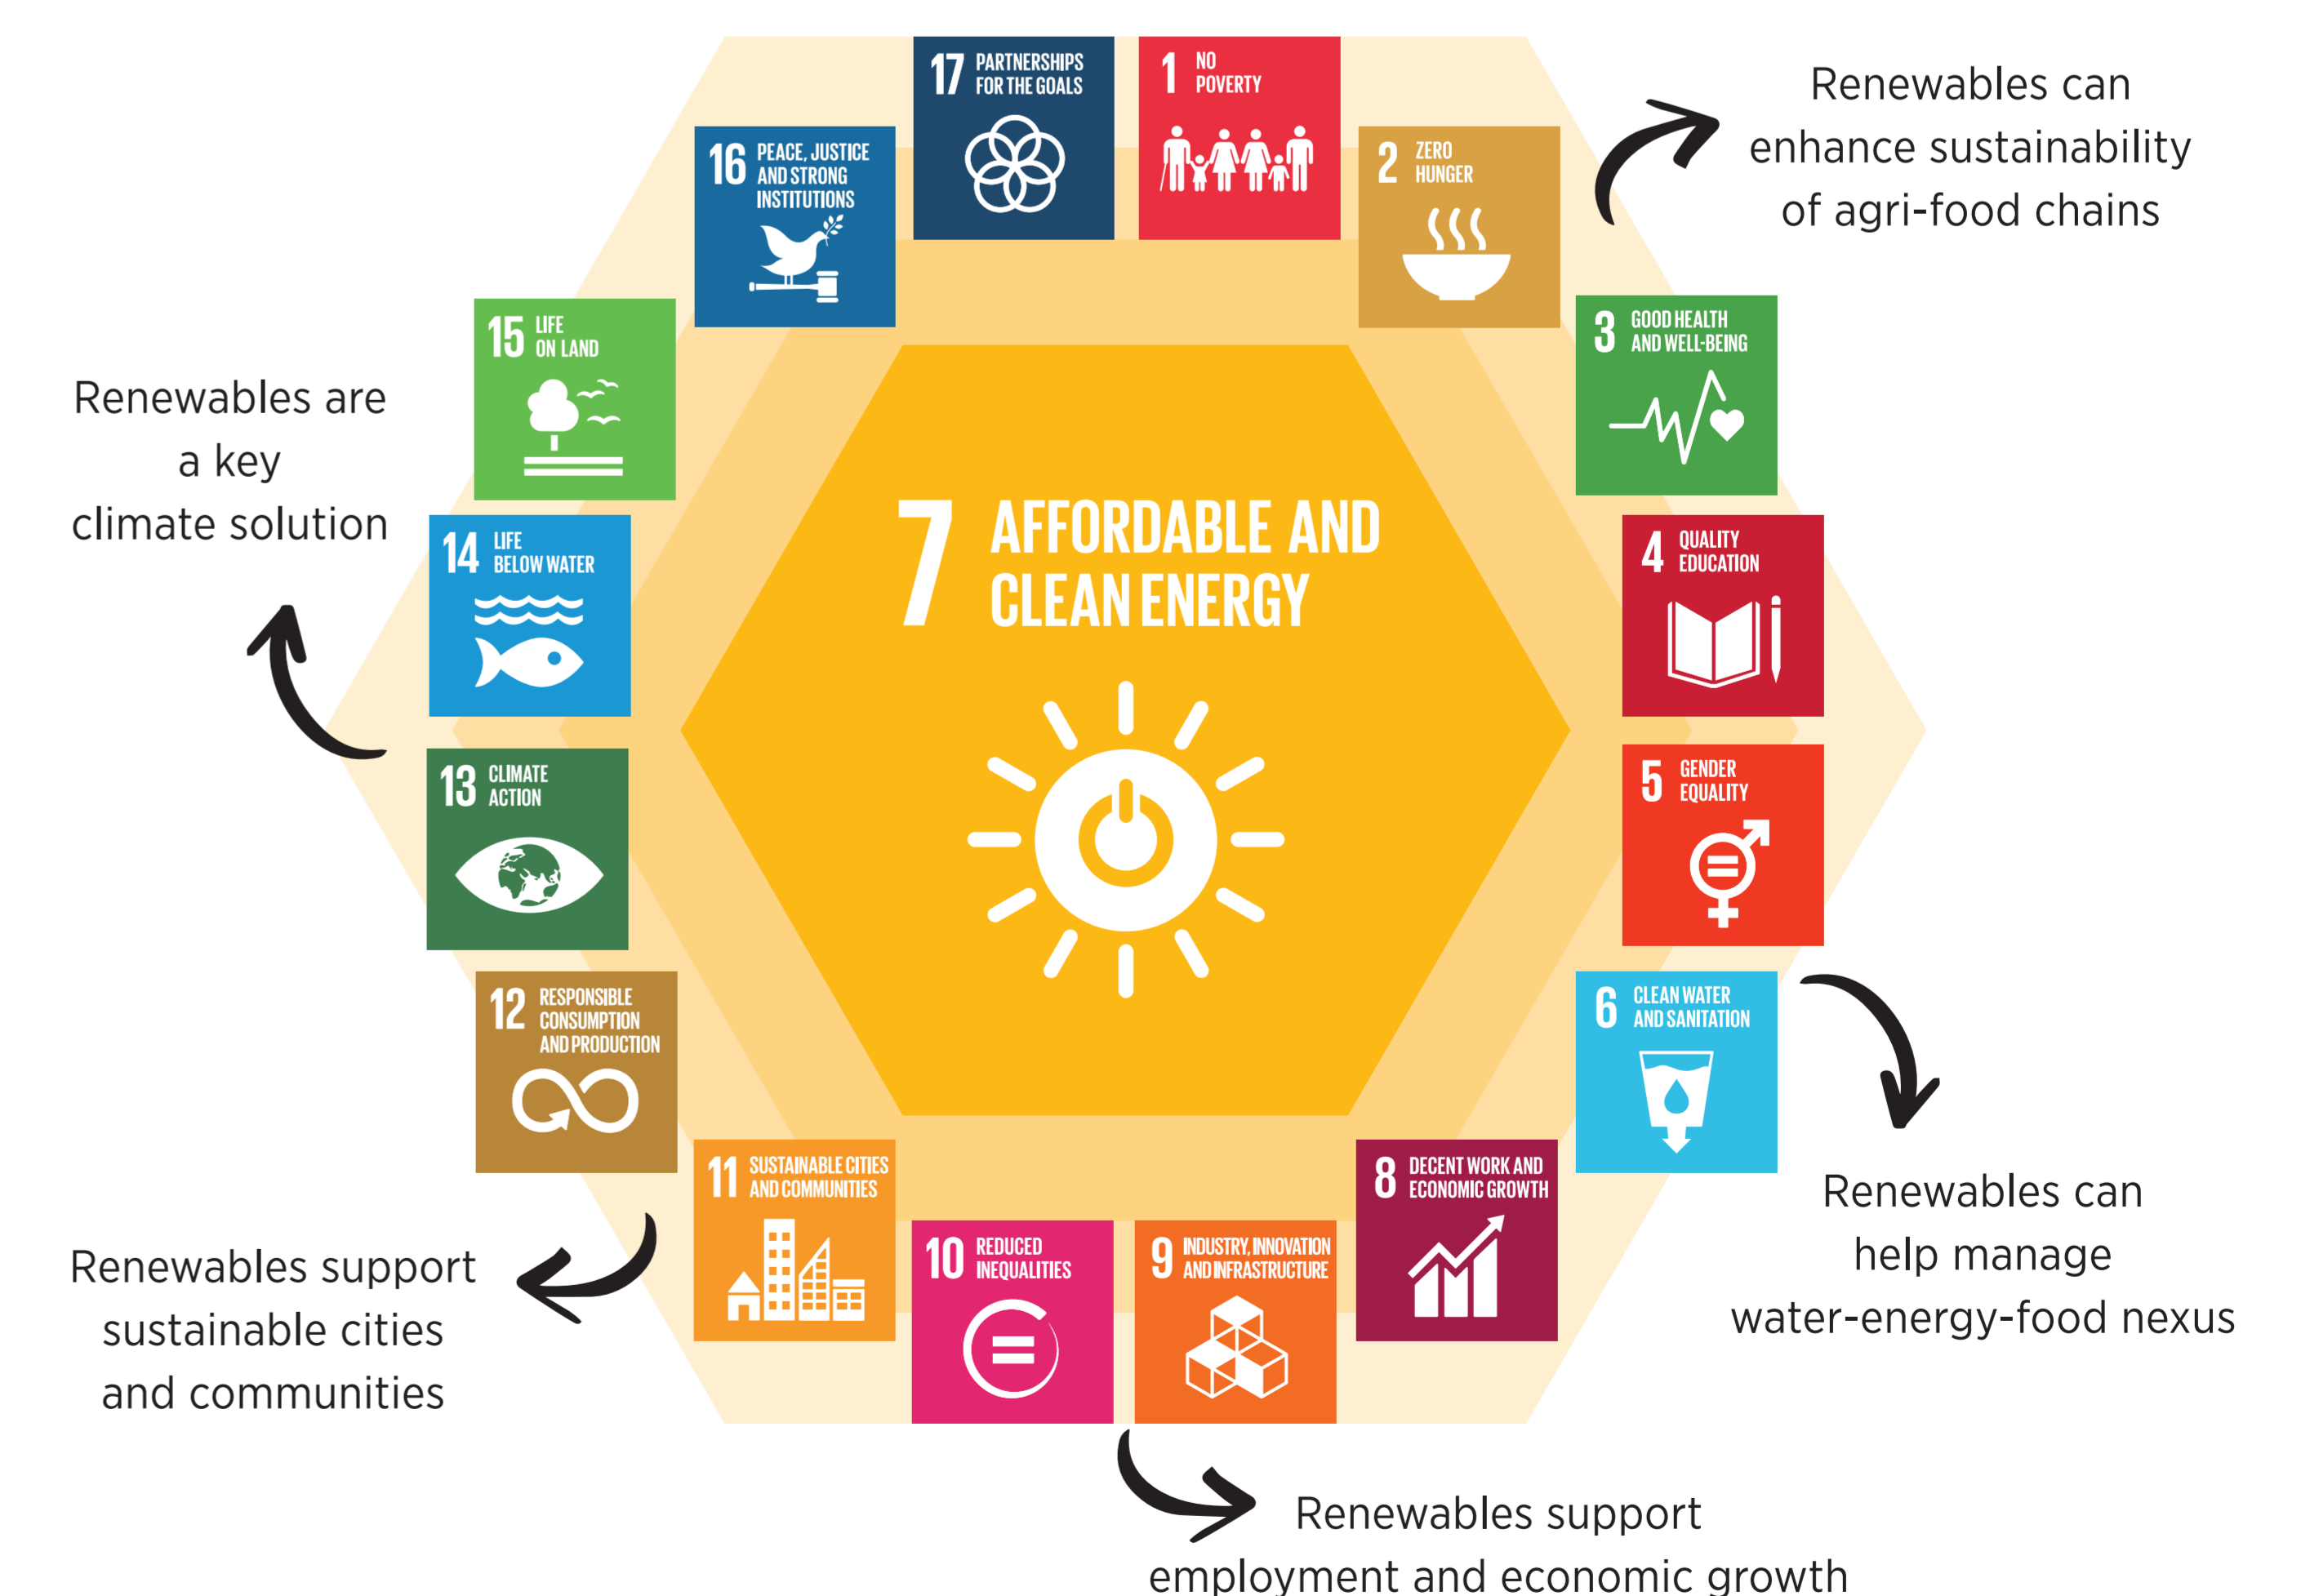 17 PARTNERSHIPS
FOR THE GOALS
1 NO
POVERTY
2 ZERO
HUNGER
Renewables can
enhance sustainability
of agri-food chains
16 PEACE, JUSTICE
AND STRONG
INSTITUTIONS
3 GOOD HEALTH
AND WELL-BEING
15 LIFE
ON LAND
Renewables are
a key
climate solution
7 AFFORDABLE AND
CLEAN ENERGY
4 QUALITY
EDUCATION
14 LIFE
BELOW WATER
5 GENDER
EQUALITY
13 CLIMATE
ACTION
6 CLEAN WATER
AND SANITATION
12 RESPONSIBLE
CONSUMPTION
AND PRODUCTION
Renewables can
help manage
water-energy-food nexus
11 SUSTAINABLE CITIES
AND COMMUNITIES
8 DECENT WORK AND
ECONOMIC GROWTH
Renewables support
sustainable cities
and communities
10 REDUCED
INEQUALITIES
9 INDUSTRY, INNOVATION
AND INFRASTRUCTURE
Renewables support
employment and economic growth